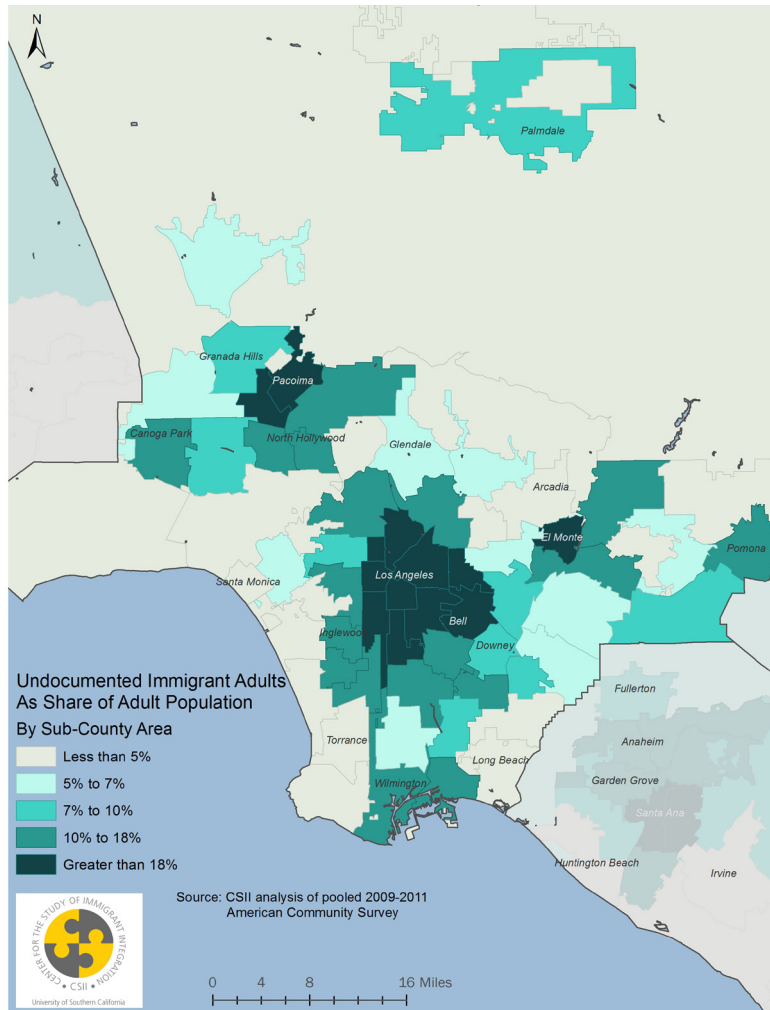 N
Palmdale
Granada Hills
Pacoima
Canoga Park
North Hollywood
Glendale
Arcadia
El Monte
Pomona
Los Angeles
Santa Monica
Bell
Inglewood
Downey
Undocumented Immigrant Adults
As Share of Adult Population
By Sub-County Area
Less than 5%
5% to 7%
7% to 10%
10% to 18%
Greater than 18%
Torrance
Long Beach
Wilmington
Fullerton
Anaheim
Garden Grove
Santa Ana
Huntington Beach
Irvine
CENTER FOR THE STUDY OF IMMIGRANT INTEGRATION
• CSII •
University of Southern California
Source: CSII analysis of pooled 2009-2011
American Community Survey
0 4 8 16 Miles